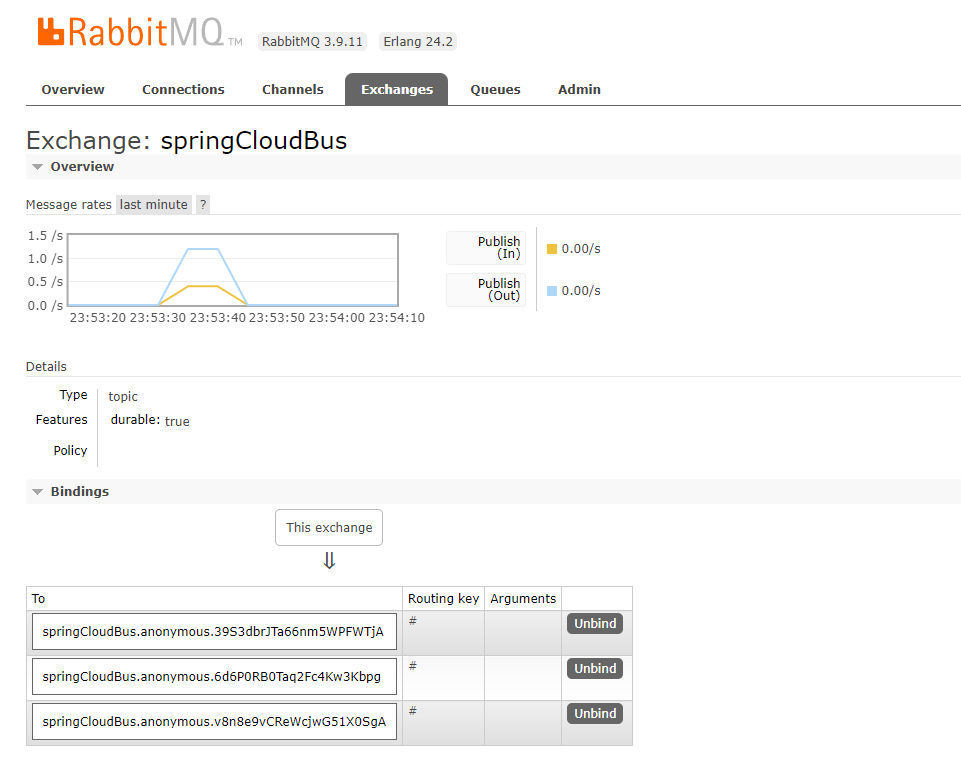 RabbitMQ TM RabbitMQ 3.9.11 Erlang 24.2
Overview Connections Channels Exchanges Queues Admin
Exchange: springCloudBus
Overview
Message rates last minute ?
1.5 /s
1.0 /s
0.5 /s
0.0 /s
23:53:20 23:53:30 23:53:40 23:53:50 23:54:00 23:54:10
Publish
(In)
0.00/s
Publish
(Out)
0.00/s
Details
Type topic
Features durable: true
Policy
Bindings
This exchange
⇓
To Routing key Arguments
springCloudBus.anonymous.39S3dbrJTa66nm5WPFWTjA # Unbind
springCloudBus.anonymous.6d6P0RB0Taq2Fc4Kw3Kbpg # Unbind
springCloudBus.anonymous.v8n8e9vCReWcjwG51X0SgA # Unbind